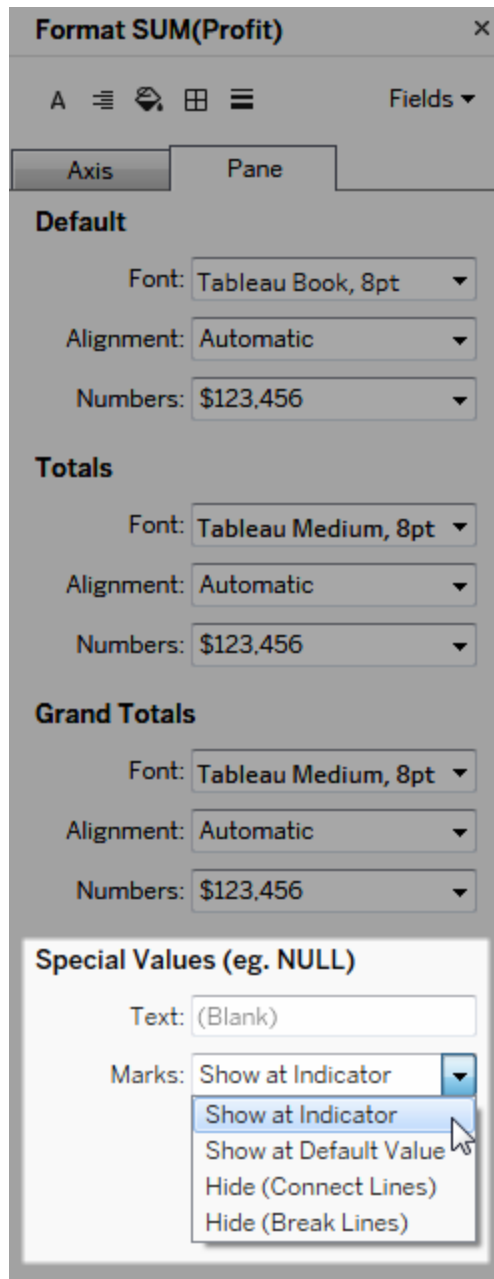 Format SUM(Profit) ×
A Fields
Axis Pane
Default
Font: Tableau Book, 8pt
Alignment: Automatic
Numbers: $123,456
Totals
Font: Tableau Medium, 8pt
Alignment: Automatic
Numbers: $123,456
Grand Totals
Font: Tableau Medium, 8pt
Alignment: Automatic
Numbers: $123,456
Special Values (eg. NULL)
Text: (Blank)
Marks: Show at Indicator
Show at Indicator
Show at Default Value
Hide (Connect Lines)
Hide (Break Lines)